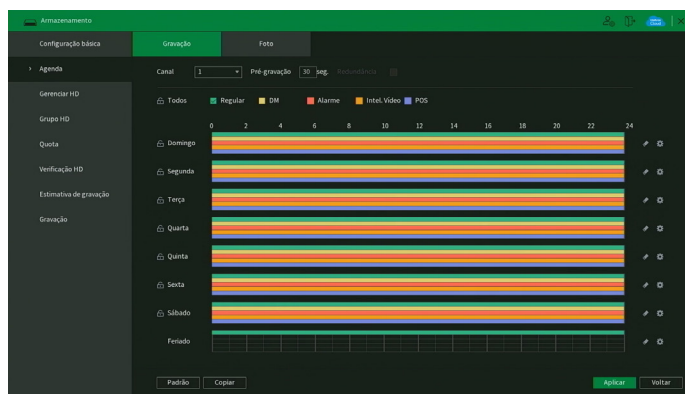 Armazenamento
Configuração básica
Gravação
Foto
Agenda
Canal 1 Pré-gravação 30 seg. Redundância
Gerenciar HD
Todos Regular DM Alarme Intel. Vídeo POS
Grupo HD
0 2 4 6 8 10 12 14 16 18 20 22 24
Quota
Domingo
Verificação HD
Segunda
Estimativa de gravação
Terça
Gravação
Quarta
Quinta
Sexta
Sábado
Feriado
Padrão Copiar Aplicar Voltar